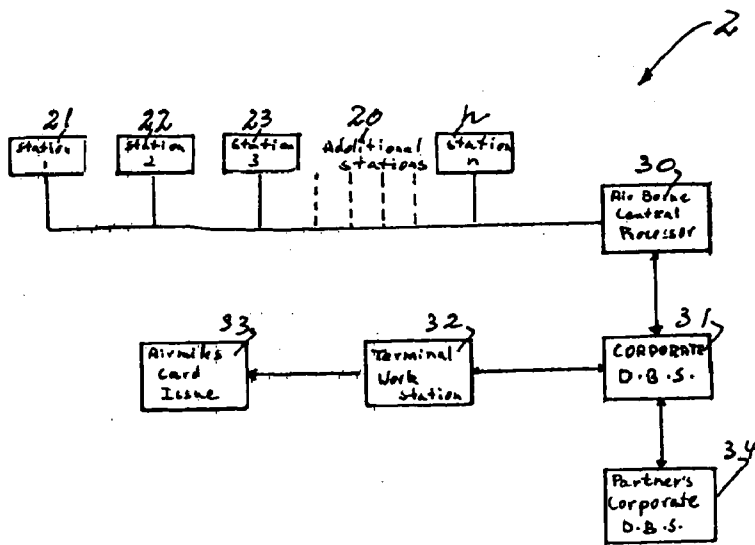 2
21 22 23 20 n
Station
1
Station
2
Station
3
Additional
Stations
Station
n
30
Air Borne
Central
Processor
33
Airmiles
Card
Issue
32
Terminal
Work
Station
31
CORPORATE
D.B.S.
34
Partner's
Corporate
D.B.S.